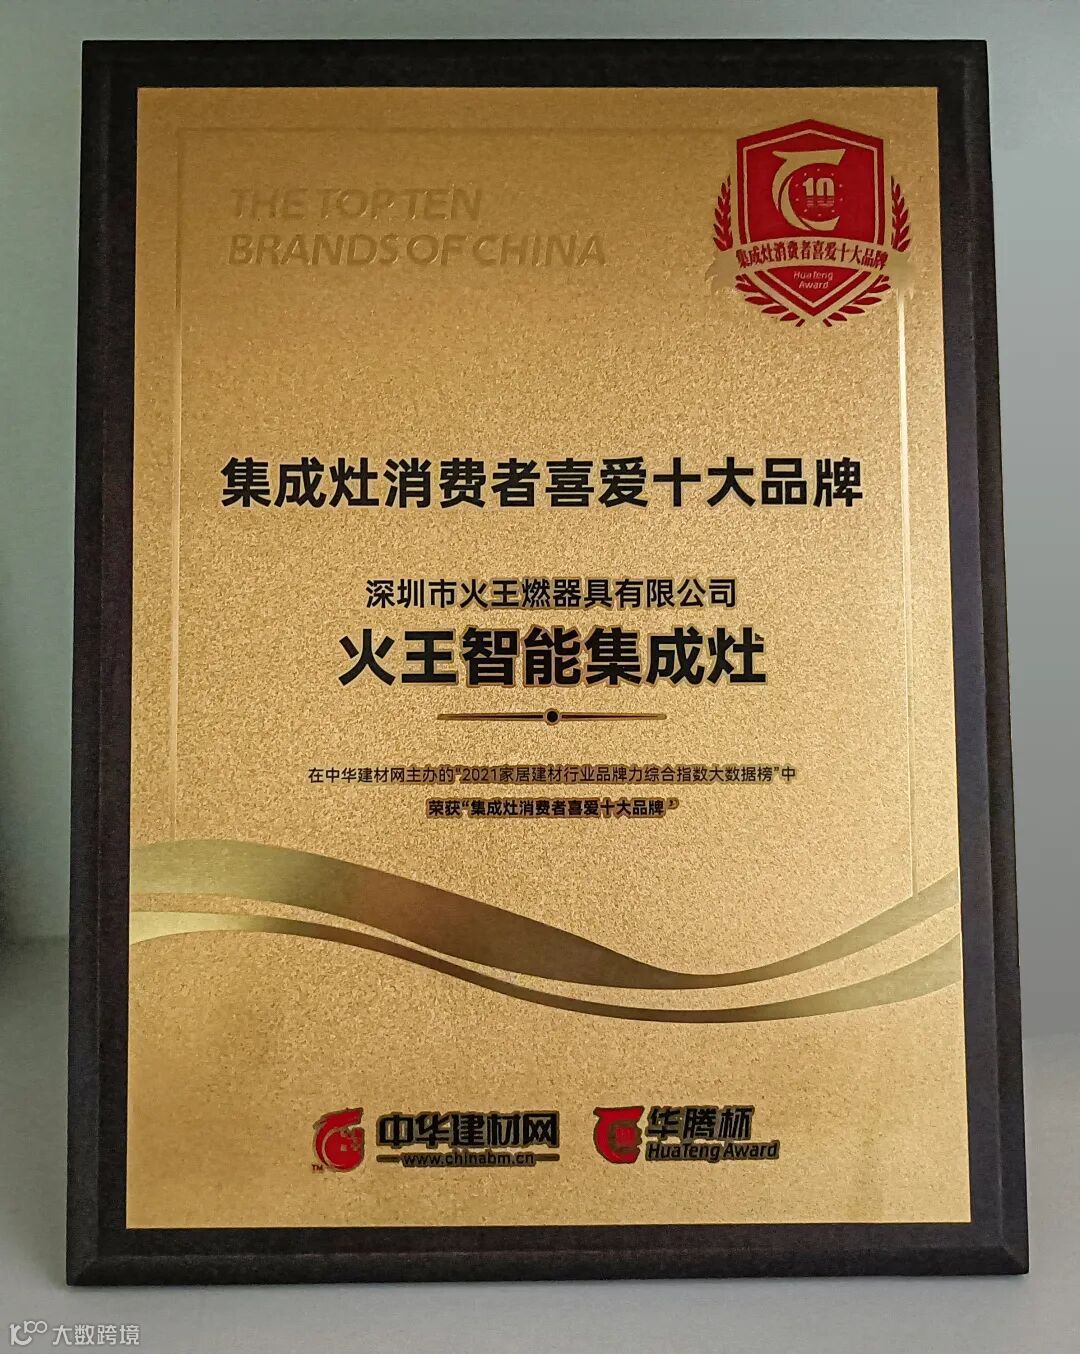 THE TOP TEN
BRANDS OF CHINA
10
集成灶消费者喜爱十大品牌
HuaTeng
Award
集成灶消费者喜爱十大品牌
深圳市火王燃器具有限公司
火王智能集成灶
在中华建材网主办的“2021家居建材行业品牌力综合指数大数据榜”中
荣获“集成灶消费者喜爱十大品牌”
TM
中华建材网
www.chinabm.cn
10
华腾杯
HuaTeng Award
大数跨境